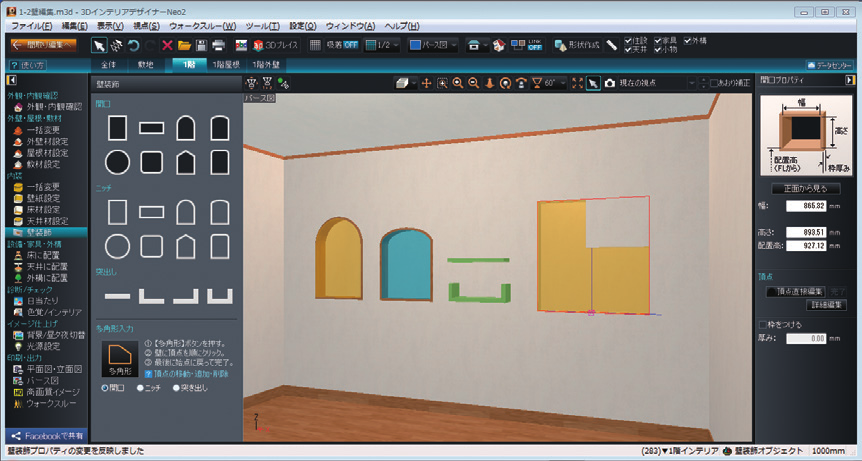 1-2壁編集.m3d - 3DインテリアデザイナーNeo2
ファイル(F) 編集(E) 表示(V) 視点(S) ウォークスルー(W) ツール(T) 設定(O) ウィンドウ(A) ヘルプ(H)
間取り編集へ 3Dプレイス 吸着OFF 1/2 パース図 LINK OFF 形状作成 住設 家具 外構 天井 小物
使い方 全体 敷地 1階 1階屋根 1階外壁 データセンター
外観・内観確認
外観・内観確認
外壁・屋根・敷材
一括変更
外壁材設定
屋根材設定
敷材設定
内装
一括変更
壁紙設定
床材設定
天井材設定
壁装飾
設備・家具・外構
床に配置
天井に配置
外構に配置
診断/チェック
日当たり
色覚/インテリア
イメージ仕上げ
背景/昼夕夜切替
光源設定
印刷・出力
平面図・立面図
パース図
高画質イメージ
ウォークスルー
Facebookで共有
壁装飾
開口
ニッチ
突出し
多角形入力
多角形
① [多角形]ボタンを押す。
② 壁に頂点を順にクリック。
③ 最後に始点に戻って完了。
? 頂点の移動・追加・削除
開口 ニッチ 突き出し
60° 現在の視点 あおり補正
パース図
Z
開口プロパティ
幅
高さ
配置高
(FLから)
枠厚み
正面から見る
幅: 865.82 mm
高さ: 893.51 mm
配置高: 927.12 mm
頂点
頂点直接編集 完了
詳細編集
枠をつける
厚み: 0.00 mm
壁装飾プロパティの変更を反映しました
(283)▼1階インテリア 壁装飾オブジェクト 1000mm